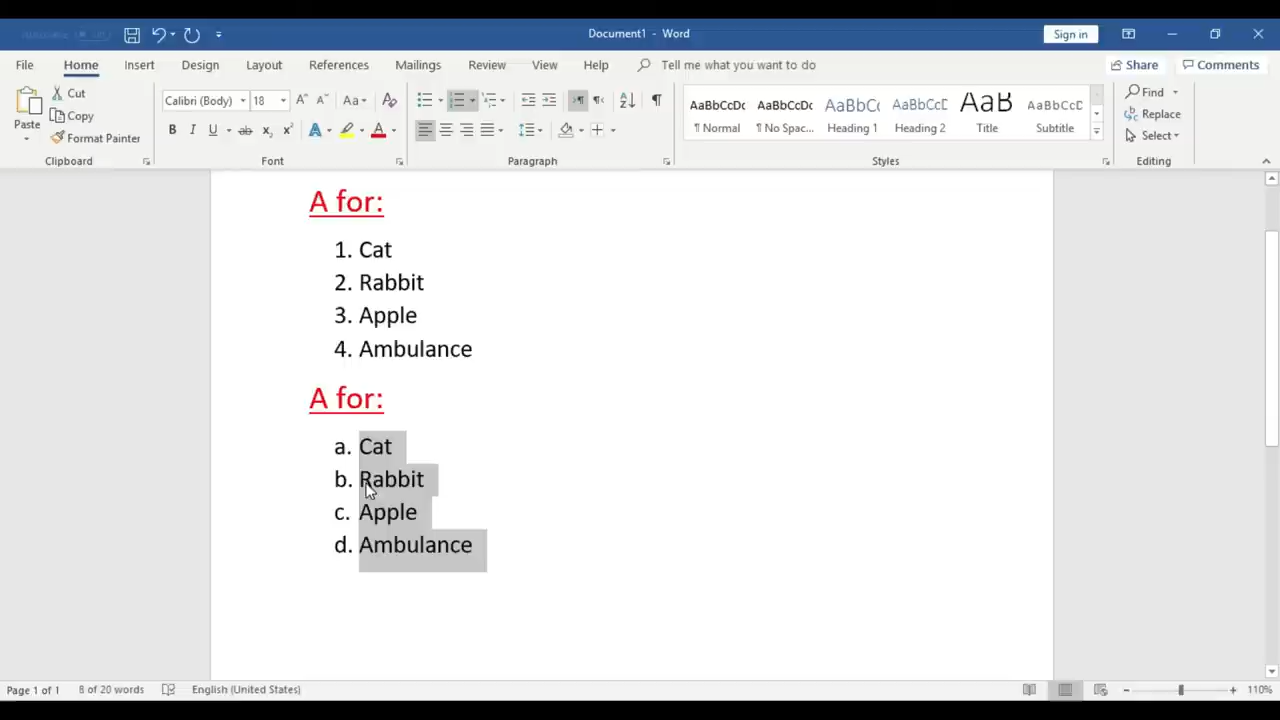 Document1 - Word
Sign in
File Home Insert Design Layout References Mailings Review View Help Tell me what you want to do Share Comments
Paste
Cut
Copy
Format Painter
Clipboard
Calibri (Body) 18
Font
Paragraph
AaBbCcDc AaBbCcDc AaBbCc AaBbCcD AaB AaBbCcD
¶ Normal ¶ No Spac... Heading 1 Heading 2 Title Subtitle
Styles
Find
Replace
Select
Editing
A for:
1. Cat
2. Rabbit
3. Apple
4. Ambulance
A for:
a. Cat
b. Rabbit
c. Apple
d. Ambulance
Page 1 of 1 8 of 20 words English (United States) 110%